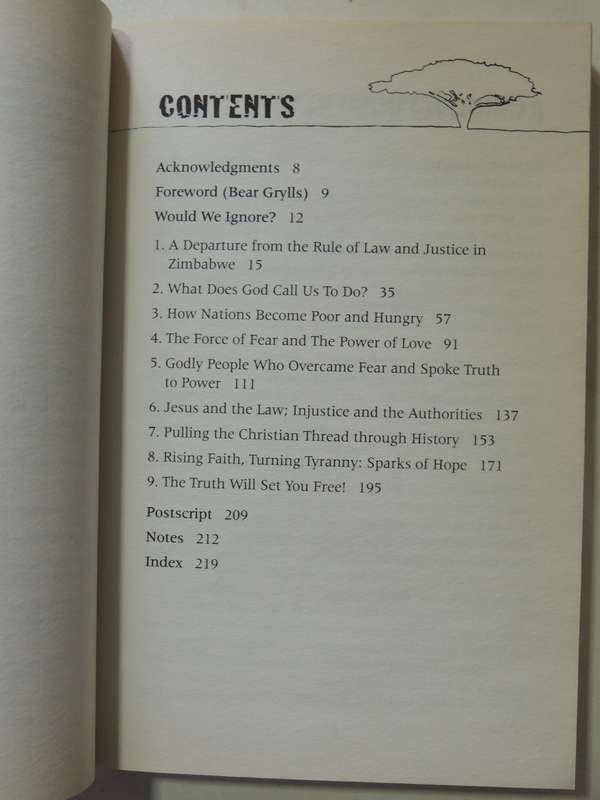 CONTENTS
Acknowledgments 8
Foreword (Bear Grylls) 9
Would We Ignore? 12
1. A Departure from the Rule of Law and Justice in
Zimbabwe 15
2. What Does God Call Us To Do? 35
3. How Nations Become Poor and Hungry 57
4. The Force of Fear and The Power of Love 91
5. Godly People Who Overcame Fear and Spoke Truth
to Power 111
6. Jesus and the Law; Injustice and the Authorities 137
7. Pulling the Christian Thread through History 153
8. Rising Faith, Turning Tyranny: Sparks of Hope 171
9. The Truth Will Set You Free! 195
Postscript 209
Notes 212
Index 219